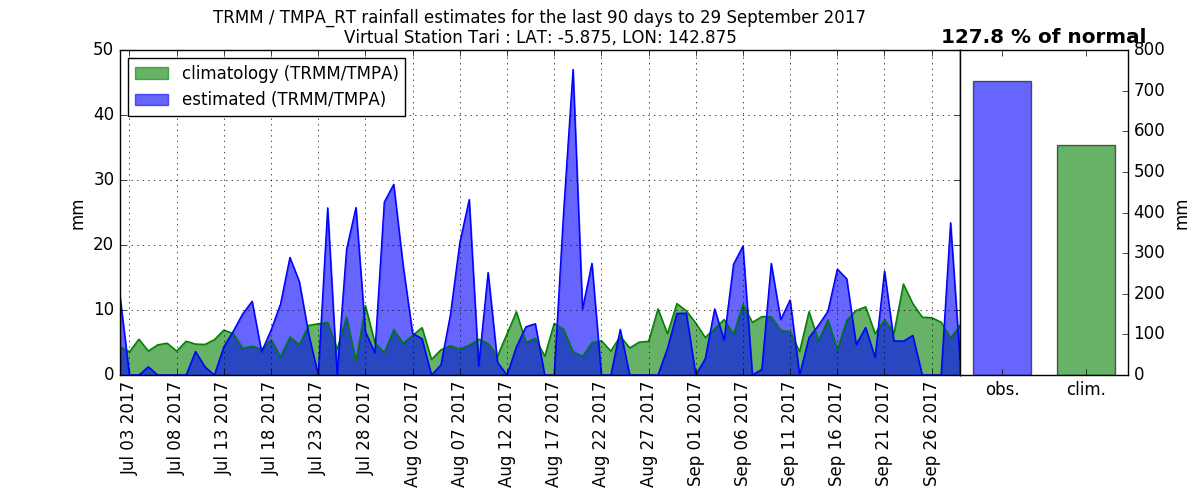 TRMM / TMPA_RT rainfall estimates for the last 90 days to 29 September 2017
Virtual Station Tari : LAT: -5.875, LON: 142.875
127.8 % of normal
climatology (TRMM/TMPA)
estimated (TRMM/TMPA)
50
40
30
20
10
0
mm
Jul 03 2017
Jul 08 2017
Jul 13 2017
Jul 18 2017
Jul 23 2017
Jul 28 2017
Aug 02 2017
Aug 07 2017
Aug 12 2017
Aug 17 2017
Aug 22 2017
Aug 27 2017
Sep 01 2017
Sep 06 2017
Sep 11 2017
Sep 16 2017
Sep 21 2017
Sep 26 2017
obs.
clim.
800
700
600
500
400
300
200
100
0
mm